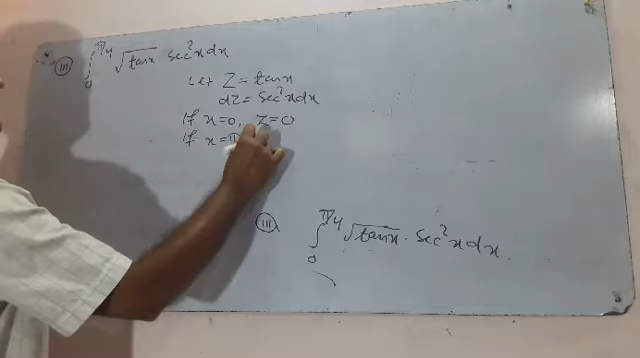 (iii) ∫₀^π/4 √tanx sec²x dx
Let Z = tanx
dZ = sec²x dx
If x=0, Z=0
If x=π
(iii) ∫₀^π/4 √tanx · sec²x dx